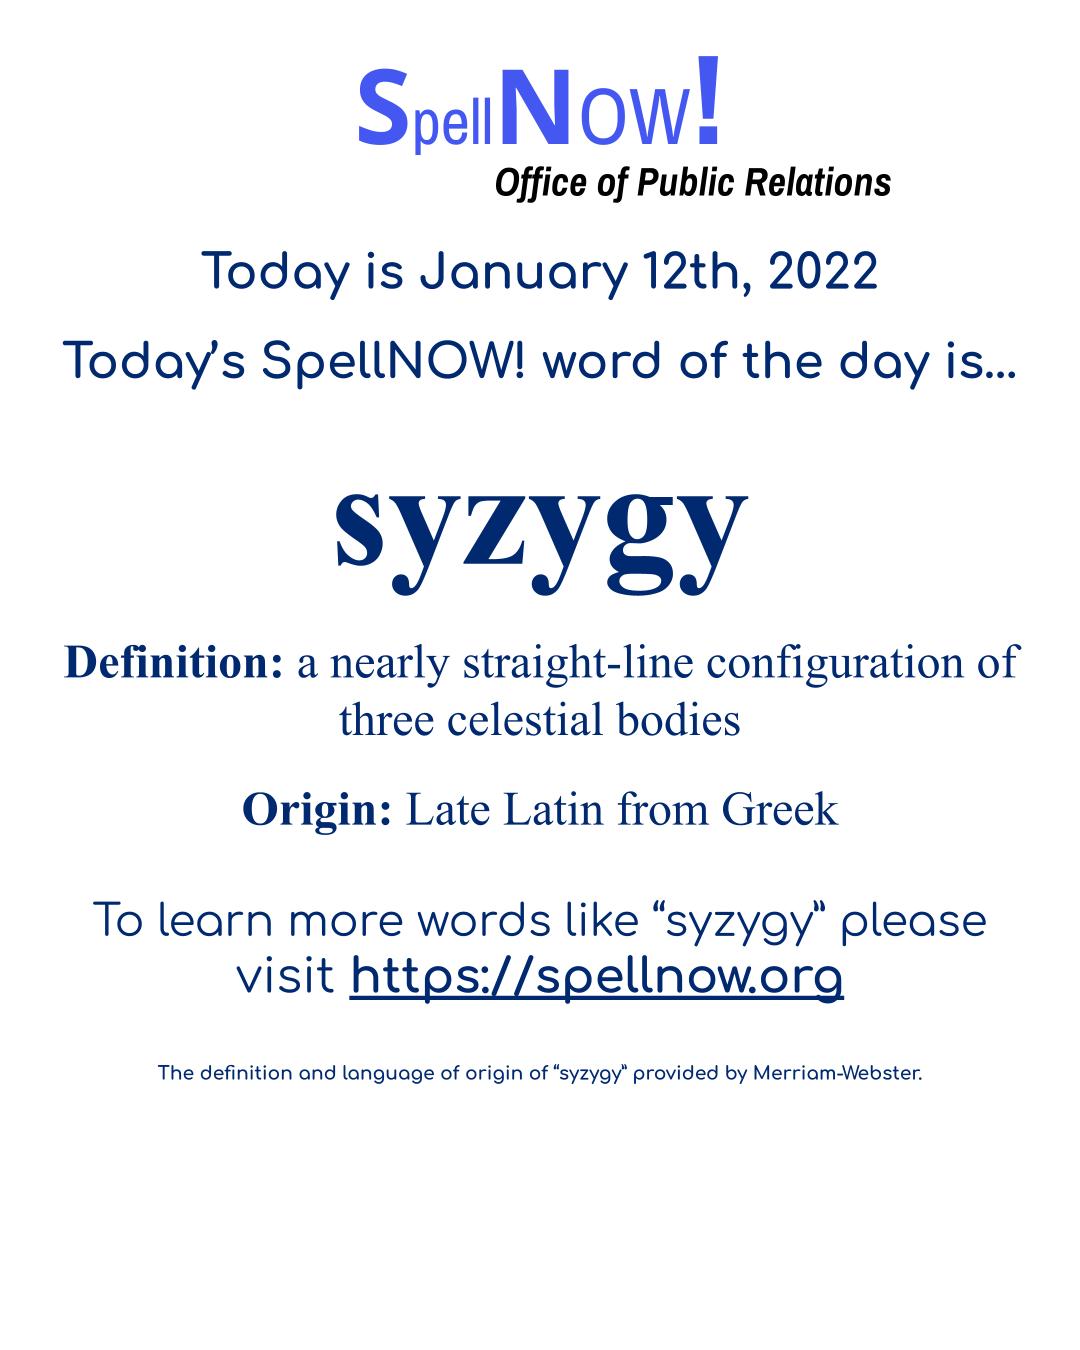 SpellNOW!
Office of Public Relations
Today is January 12th, 2022
Today's SpellNOW! word of the day is...
syzygy
Definition: a nearly straight-line configuration of
three celestial bodies
Origin: Late Latin from Greek
To learn more words like “syzygy” please
visit https://spellnow.org
The definition and language of origin of “syzygy” provided by Merriam-Webster.